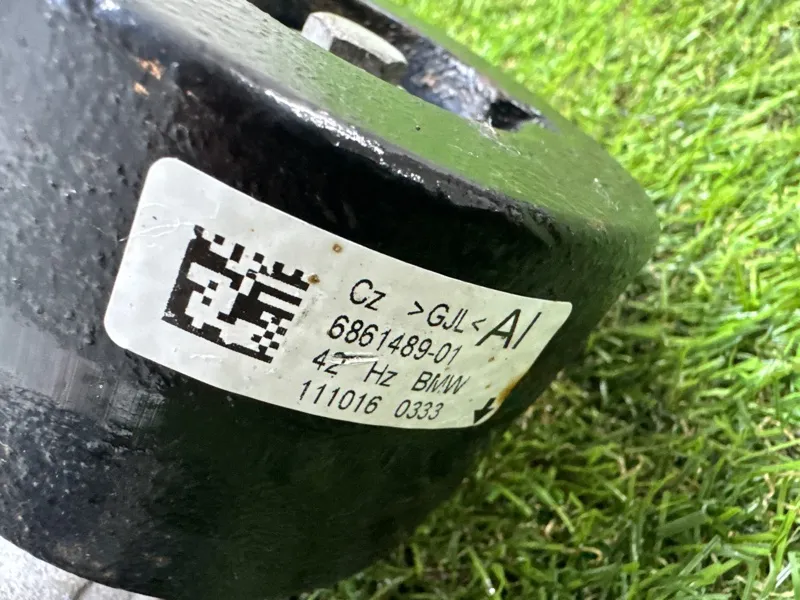 Cz >GJL< AI
6861489-01
42 Hz BMW
111016 0333